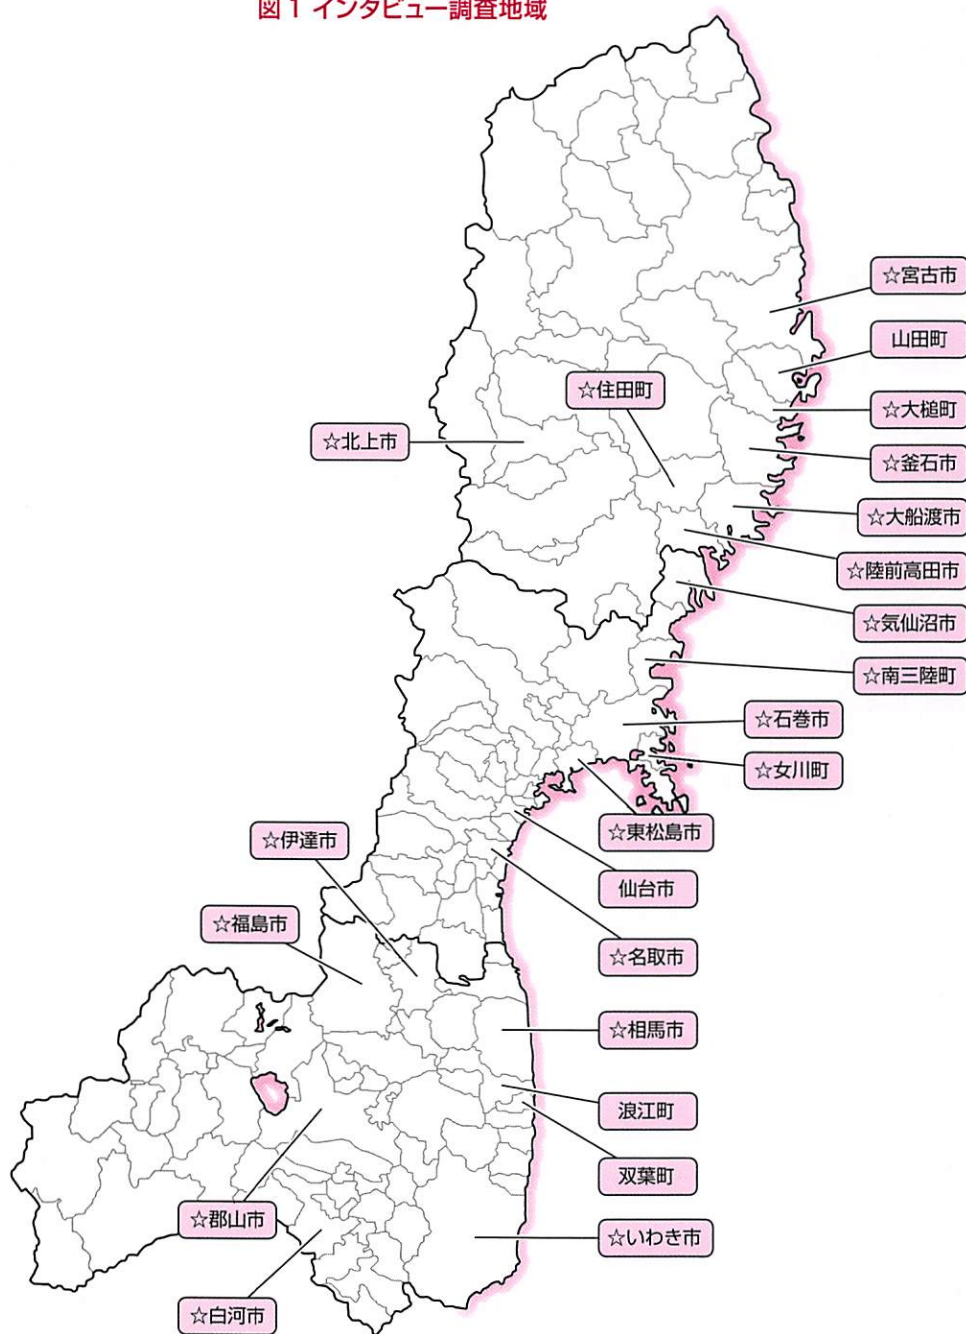 図1 インタビュー調査地域
☆宮古市
山田町
☆住田町
☆大槌町
☆北上市
☆釜石市
☆大船渡市
☆陸前高田市
☆気仙沼市
☆南三陸町
☆石巻市
☆女川町
☆東松島市
☆伊達市
仙台市
☆福島市
☆名取市
☆相馬市
浪江町
双葉町
☆郡山市
☆いわき市
☆白河市